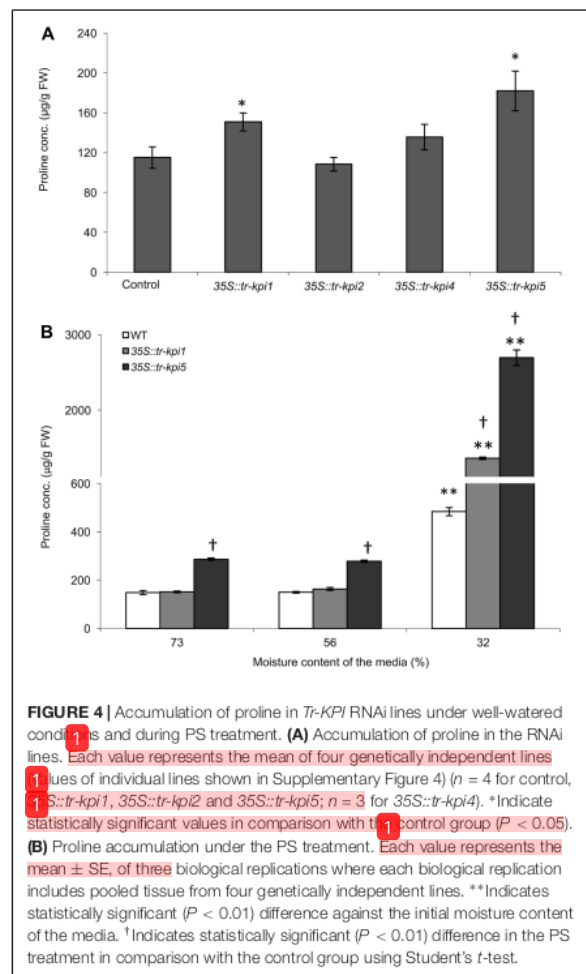 A
240
200
160
120
80
40
0
Proline conc. (µg/g FW)
*
*
Control
35S::tr-kpi1
35S::tr-kpi2
35S::tr-kpi4
35S::tr-kpi5
B
WT
35S::tr-kpi1
35S::tr-kpi5
3000
2000
600
400
200
0
Proline conc. (µg/g FW)
†
†
**
†
**
†
**
73
56
32
Moisture content of the media (%)
FIGURE 4 | Accumulation of proline in Tr-KPI RNAi lines under well-watered
and during PS treatment. (A) Accumulation of proline in the RNAi
lines. Each value represents the mean of four genetically independent lines
of individual lines shown in Supplementary Figure 4) (n = 4 for control,
35S::tr-kpi1, 35S::tr-kpi2 and 35S::tr-kpi5; n = 3 for 35S::tr-kpi4). *Indicate
statistically significant values in comparison with the control group (P < 0.05).
(B) Proline accumulation under the PS treatment. Each value represents the
mean ± SE, of three biological replications where each biological replication
includes pooled tissue from four genetically independent lines. **Indicates
statistically significant (P < 0.01) difference against the initial moisture content
of the media. †Indicates statistically significant (P < 0.01) difference in the PS
treatment in comparison with the control group using Student's t-test.
1
1
1
1